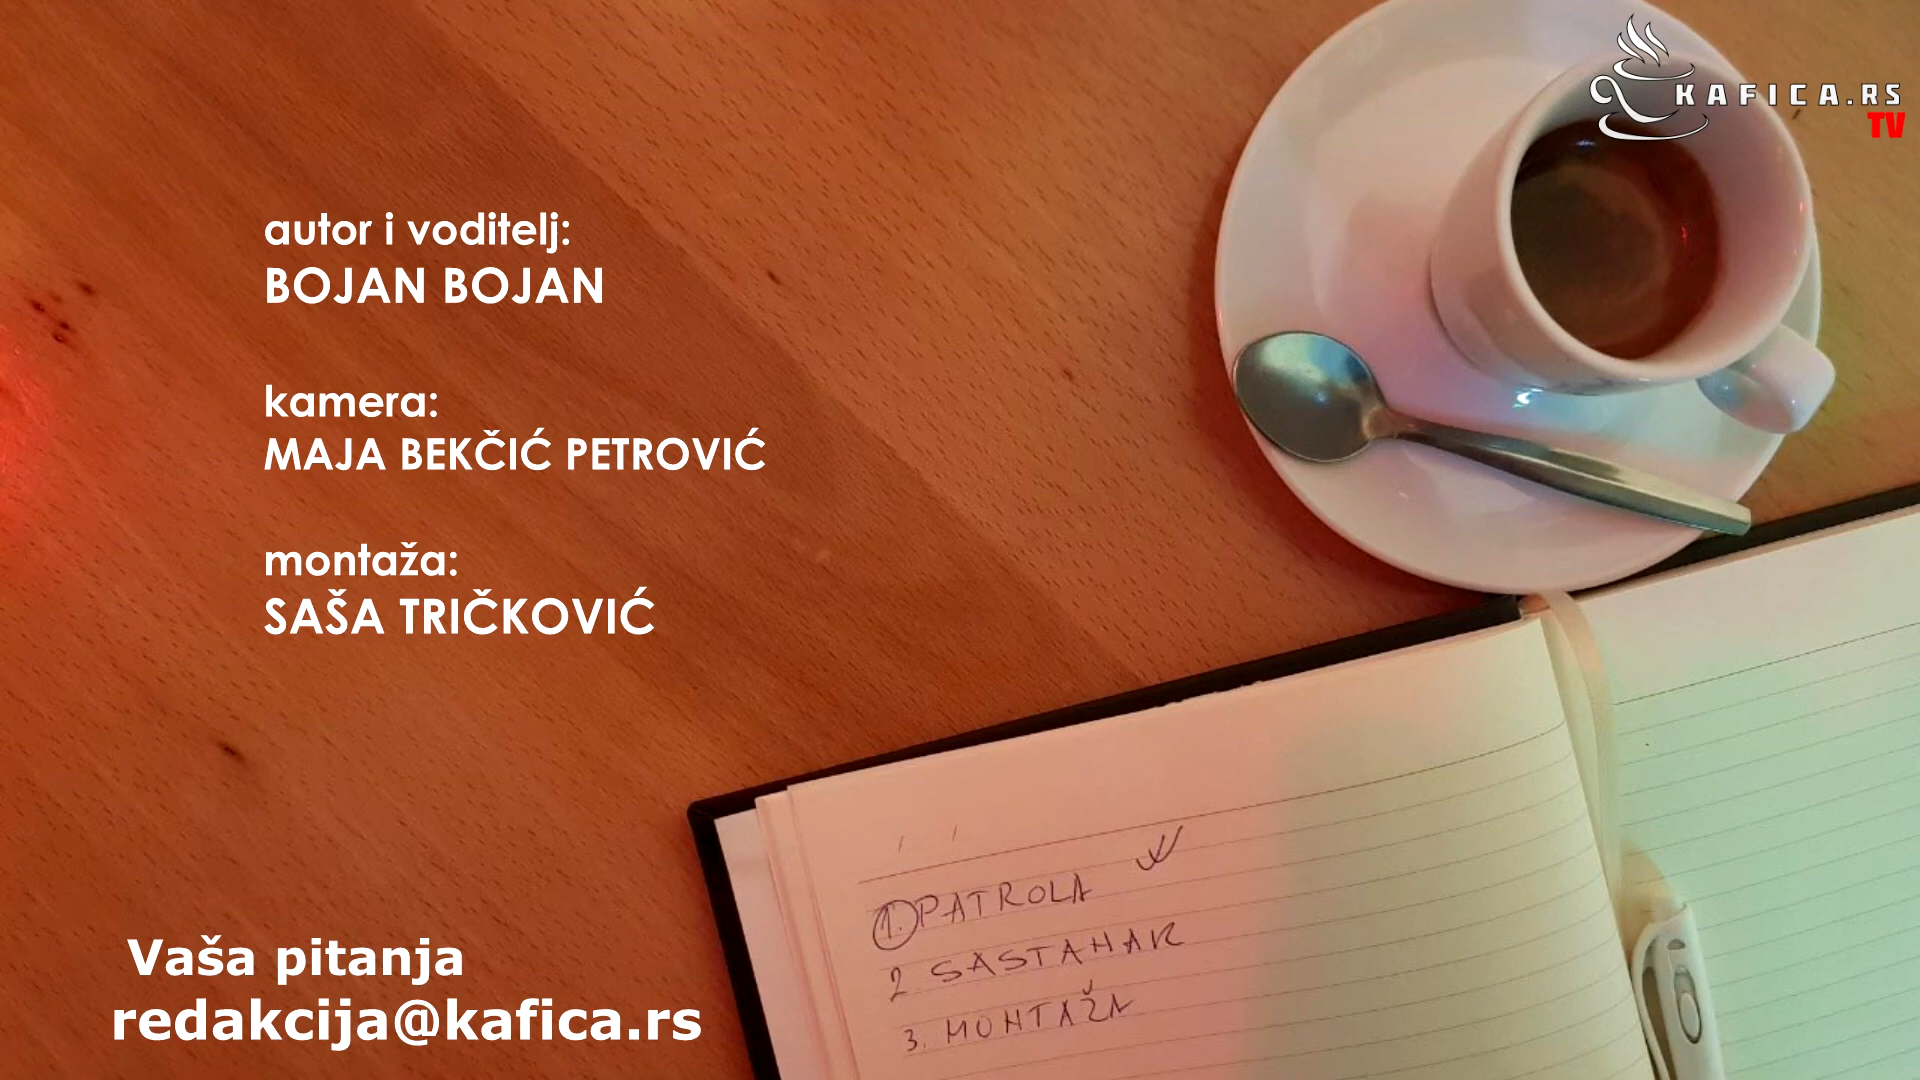 KAFICA.RS
TV
autor i voditelj:
BOJAN BOJAN
kamera:
MAJA BEKČIĆ PETROVIĆ
montaža:
SAŠA TRIČKOVIĆ
1. PATROLA
2. SASTANAK
3. MONTAŽA
Vaša pitanja
redakcija@kafica.rs